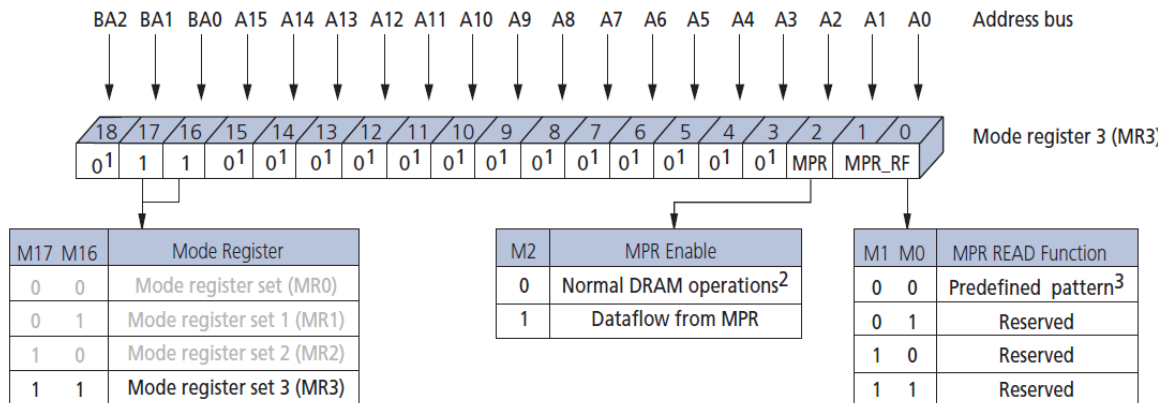 BA2 BA1 BA0 A15 A14 A13 A12 A11 A10 A9 A8 A7 A6 A5 A4 A3 A2 A1 A0 Address bus
18 17 16 15 14 13 12 11 10 9 8 7 6 5 4 3 2 1 0
Mode register 3 (MR3)
0¹ 1 1 0¹ 0¹ 0¹ 0¹ 0¹ 0¹ 0¹ 0¹ 0¹ 0¹ 0¹ 0¹ 0¹ MPR MPR_RF
M17 M16 Mode Register
0 0 Mode register set (MR0)
0 1 Mode register set 1 (MR1)
1 0 Mode register set 2 (MR2)
1 1 Mode register set 3 (MR3)
M2 MPR Enable
0 Normal DRAM operations²
1 Dataflow from MPR
M1 M0 MPR READ Function
0 0 Predefined pattern³
0 1 Reserved
1 0 Reserved
1 1 Reserved